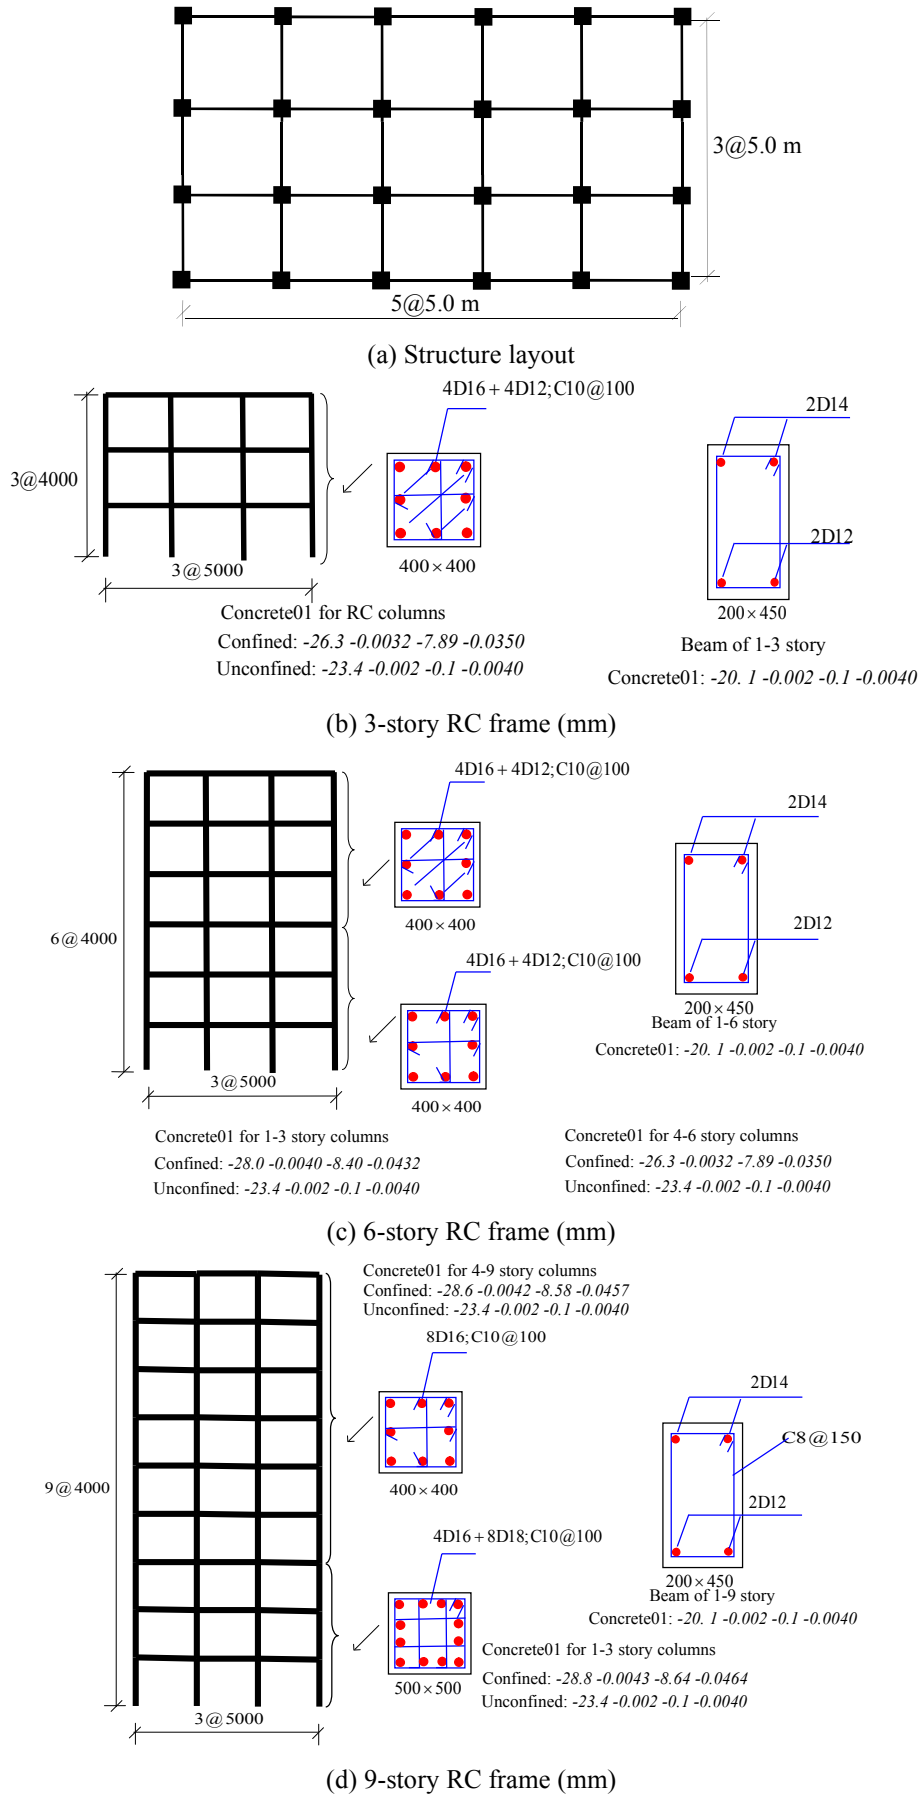 3@5.0 m
5@5.0 m
(a) Structure layout
4D16 + 4D12;C10@100
2D14
3@4000
2D12
400×400
3@5000
200×450
Concrete01 for RC columns
Confined: -26.3 -0.0032 -7.89 -0.0350
Unconfined: -23.4 -0.002 -0.1 -0.0040
Beam of 1-3 story
Concrete01: -20. 1 -0.002 -0.1 -0.0040
(b) 3-story RC frame (mm)
4D16 + 4D12;C10@100
2D14
400×400
6@4000
2D12
4D16 + 4D12;C10@100
200×450
Beam of 1-6 story
Concrete01: -20. 1 -0.002 -0.1 -0.0040
3@5000
400×400
Concrete01 for 1-3 story columns
Confined: -28.0 -0.0040 -8.40 -0.0432
Unconfined: -23.4 -0.002 -0.1 -0.0040
Concrete01 for 4-6 story columns
Confined: -26.3 -0.0032 -7.89 -0.0350
Unconfined: -23.4 -0.002 -0.1 -0.0040
(c) 6-story RC frame (mm)
Concrete01 for 4-9 story columns
Confined: -28.6 -0.0042 -8.58 -0.0457
Unconfined: -23.4 -0.002 -0.1 -0.0040
8D16;C10@100
2D14
C8@150
9@4000
400×400
2D12
4D16 + 8D18;C10@100
200×450
Beam of 1-9 story
Concrete01: -20. 1 -0.002 -0.1 -0.0040
Concrete01 for 1-3 story columns
Confined: -28.8 -0.0043 -8.64 -0.0464
Unconfined: -23.4 -0.002 -0.1 -0.0040
500×500
3@5000
(d) 9-story RC frame (mm)